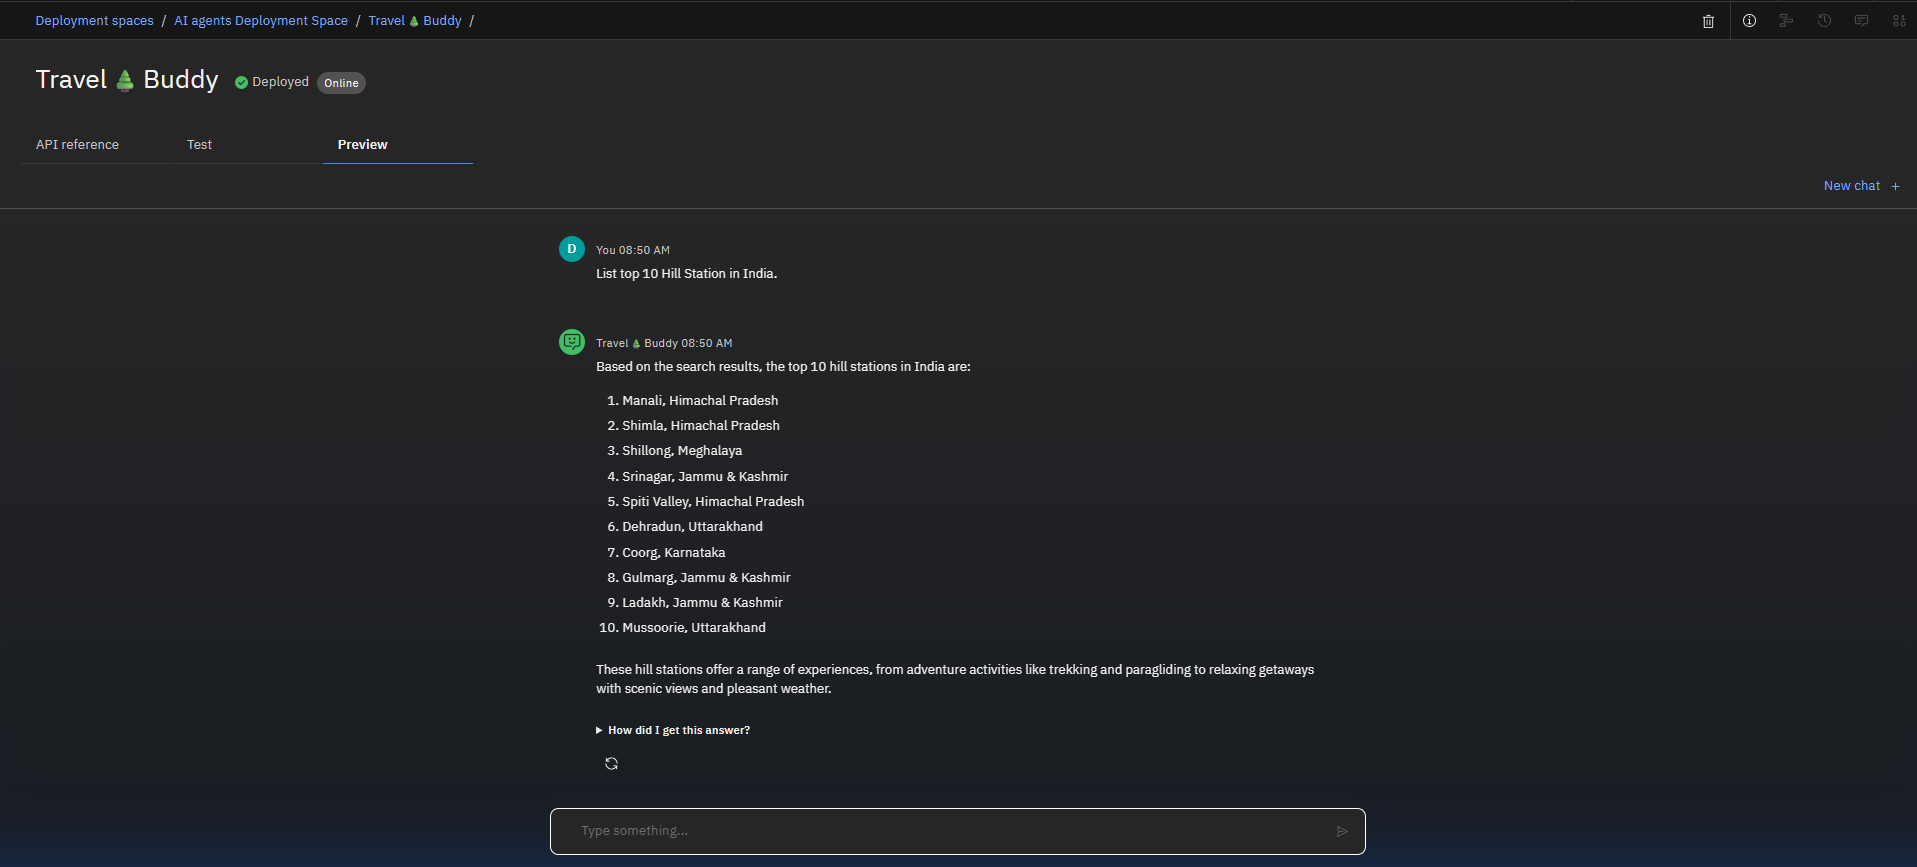 Deployment spaces / AI agents Deployment Space / Travel 🌲 Buddy /
Travel 🌲 Buddy Deployed Online
API reference Test Preview
New chat +
D You 08:50 AM
List top 10 Hill Station in India.
Travel 🌲 Buddy 08:50 AM
Based on the search results, the top 10 hill stations in India are:
1. Manali, Himachal Pradesh
2. Shimla, Himachal Pradesh
3. Shillong, Meghalaya
4. Srinagar, Jammu & Kashmir
5. Spiti Valley, Himachal Pradesh
6. Dehradun, Uttarakhand
7. Coorg, Karnataka
8. Gulmarg, Jammu & Kashmir
9. Ladakh, Jammu & Kashmir
10. Mussoorie, Uttarakhand
These hill stations offer a range of experiences, from adventure activities like trekking and paragliding to relaxing getaways
with scenic views and pleasant weather.
How did I get this answer?
Type something...